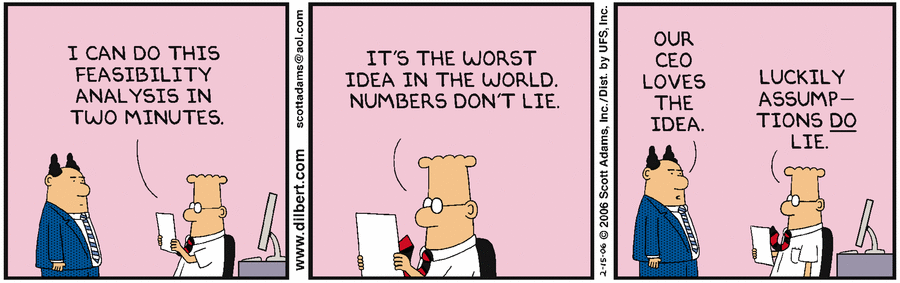 I CAN DO THIS
FEASIBILITY
ANALYSIS IN
TWO MINUTES.
www.dilbert.com scottadams@aol.com
IT'S THE WORST
IDEA IN THE WORLD.
NUMBERS DON'T LIE.
2-15-06 © 2006 Scott Adams, Inc./Dist. by UFS, Inc.
OUR
CEO
LOVES
THE
IDEA.
LUCKILY
ASSUMP-
TIONS DO
LIE.